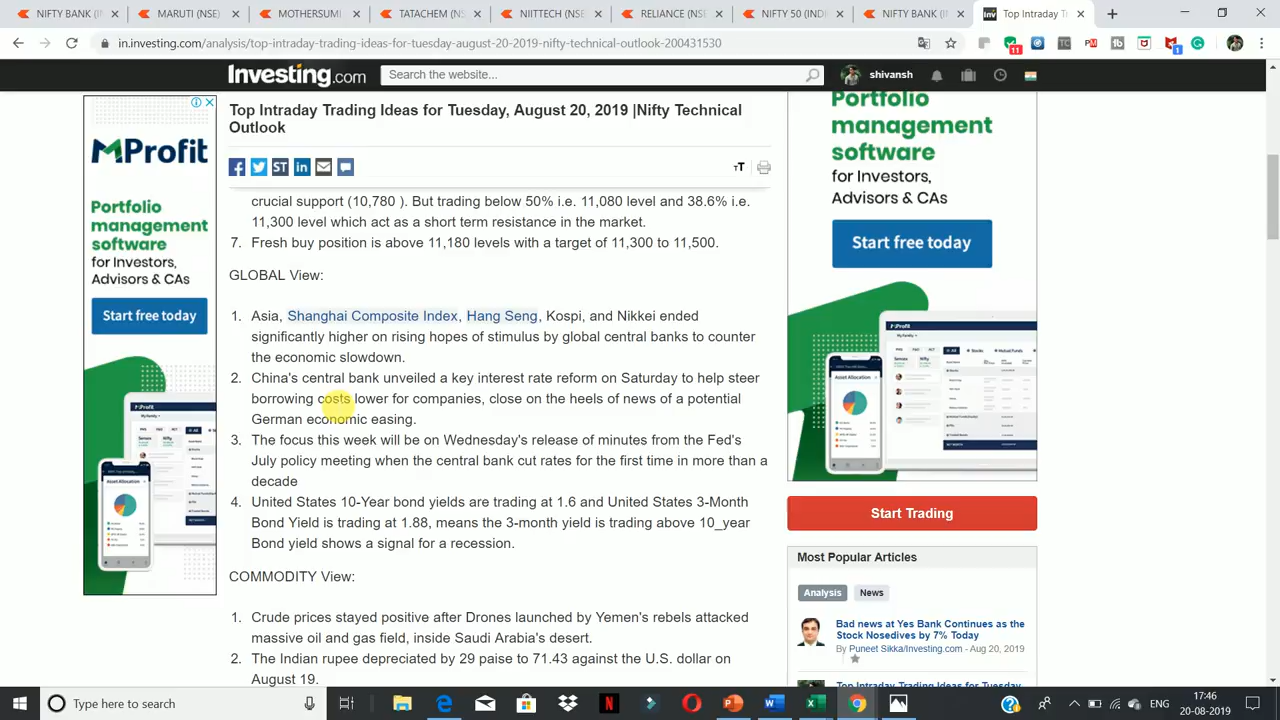 NIFTY BANK (IN
MARUTI (NSE)
HINDPERSUMI
TATACHEM (NS
NIITTECH (NSE
RELIANCE (NSE
NIFTY 50 (INDI
NIFTY BANK (IN
Top Intraday T
in.investing.com/analysis/top-intraday-trading-ideas-for-tuesday-august-20-2019-nifty-technical-outlook-200431530
Investing.com
Search the website...
shivansh
Top Intraday Trading Ideas for Tuesday, August 20, 2019 |Nifty Technical
Outlook
MProfit
Portfolio
management
software
for Investors,
Advisors & CAs
Start free today
crucial support (10,780 ). But trading below 50% i.e. 11,080 level and 38.6% i.e.
11,300 level which act as a short term resistance in the market.
7. Fresh buy position is above 11,180 levels with a target of 11,300 to 11,500.
GLOBAL View:
1. Asia, Shanghai Composite Index, Hang Seng, Kospi, and Nikkei ended
significantly higher on rising hopes of stimulus by global central banks to counter
the economic slowdown.
2. China's central bank unveiled a key interest rate reform on Saturday to help steer
borrowing costs lower for companies, close on the heels of news of a potential
German economic easing.
3. The focus this week will be on Wednesday's release of minutes from the Fed's
July policy meeting when the central bank cut rates for the first time in more than a
decade
4. United States 10-Year bond yields are trading at 1.6 and United States 3-Month
Bond Yield is trading at 1.88, means the 3-month yield is trading above 10_year
Bond yield shows a signal for a recession.
COMMODITY View:
1. Crude prices stayed positive after Drones launched by Yemen's rebels attacked
massive oil and gas field, inside Saudi Arabia's desert.
2. The Indian rupee depreciated by 29 paise to 71.43 against the U.S. dollar on
August 19.
Portfolio
management
software
for Investors,
Advisors & CAs
Start free today
Start Trading
Most Popular Articles
Analysis
News
Bad news at Yes Bank Continues as the
Stock Nosedives by 7% Today
By Puneet Sikka/Investing.com - Aug 20, 2019
Top Intraday Trading Ideas for Tuesday
Type here to search
ENG
17:46
20-08-2019